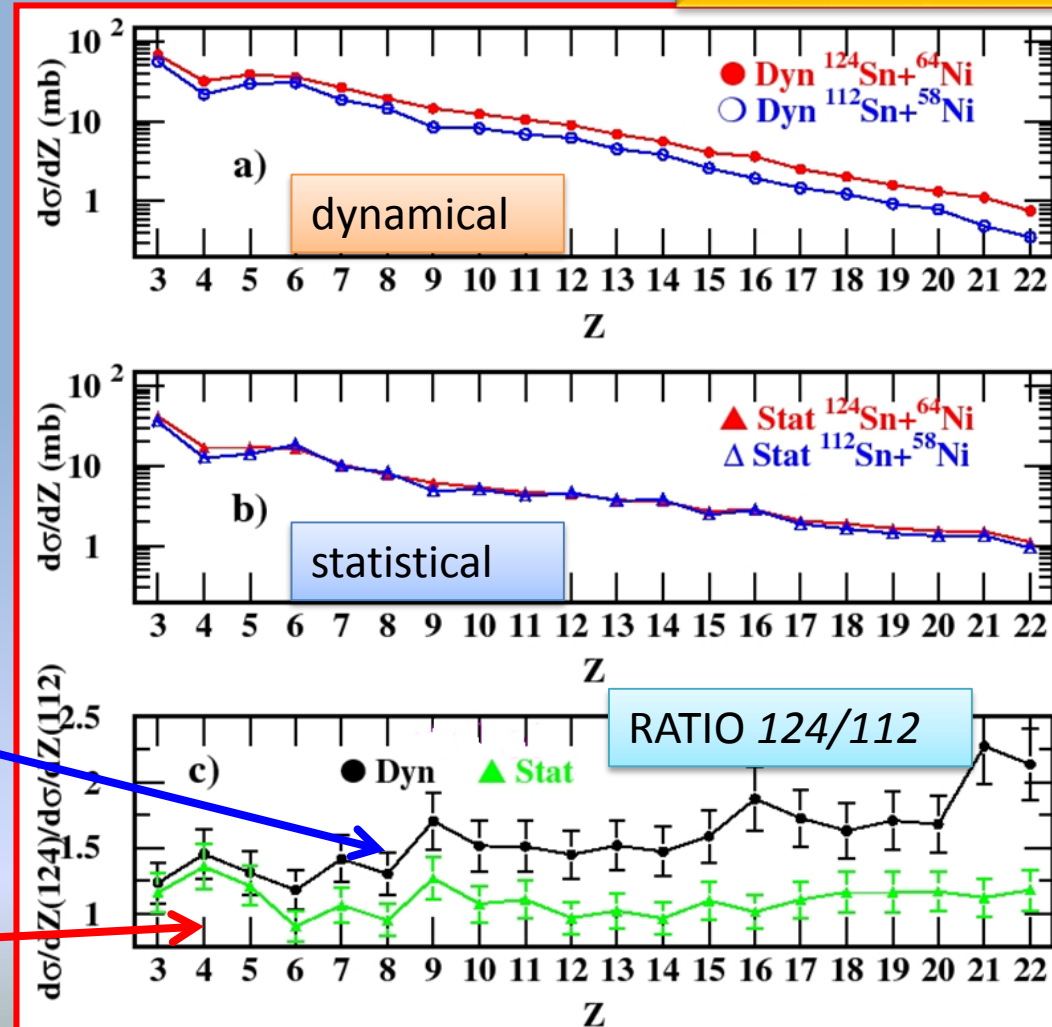 10 2
10
1
dσ/dZ (mb)
● Dyn 124Sn+64Ni
○ Dyn 112Sn+58Ni
a)
dynamical
3 4 5 6 7 8 9 10 11 12 13 14 15 16 17 18 19 20 21 22
Z
10 2
10
1
dσ/dZ (mb)
▲ Stat 124Sn+64Ni
Δ Stat 112Sn+58Ni
b)
statistical
3 4 5 6 7 8 9 10 11 12 13 14 15 16 17 18 19 20 21 22
Z
dσ/dZ(124)/dσ/dZ(112)
2.5
2
1.5
1
RATIO 124/112
c) ● Dyn ▲ Stat
3 4 5 6 7 8 9 10 11 12 13 14 15 16 17 18 19 20 21 22
Z